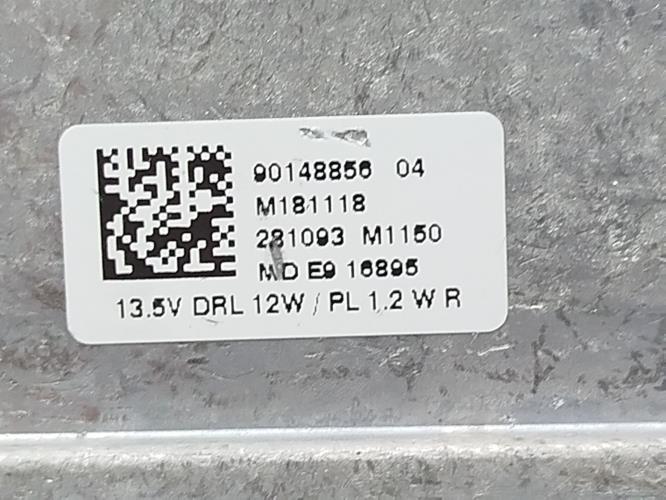 90148856 04
M181118
281093 M1150
MD E9 16895
13.5V DRL 12W / PL 1.2 W R